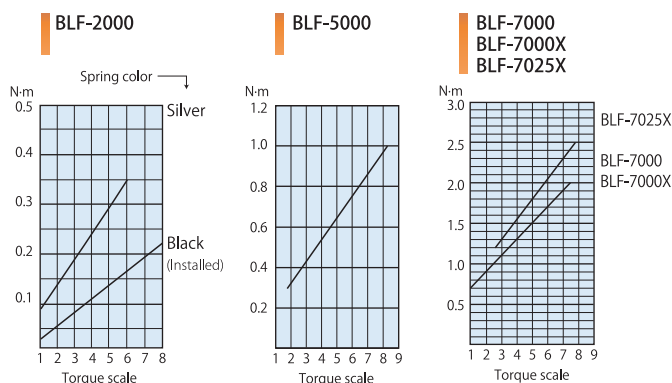 BLF-2000
Spring color
N·m
0.5
0.4
0.3
0.2
0.1
Silver
Black
(Installed)
1 2 3 4 5 6 7 8
Torque scale
BLF-5000
N·m
1.2
1.0
0.8
0.6
0.4
0.2
1 2 3 4 5 6 7 8 9
Torque scale
BLF-7000
BLF-7000X
BLF-7025X
N·m
3.0
2.5
2.0
1.5
1.0
0.5
BLF-7025X
BLF-7000
BLF-7000X
1 2 3 4 5 6 7 8 9
Torque scale